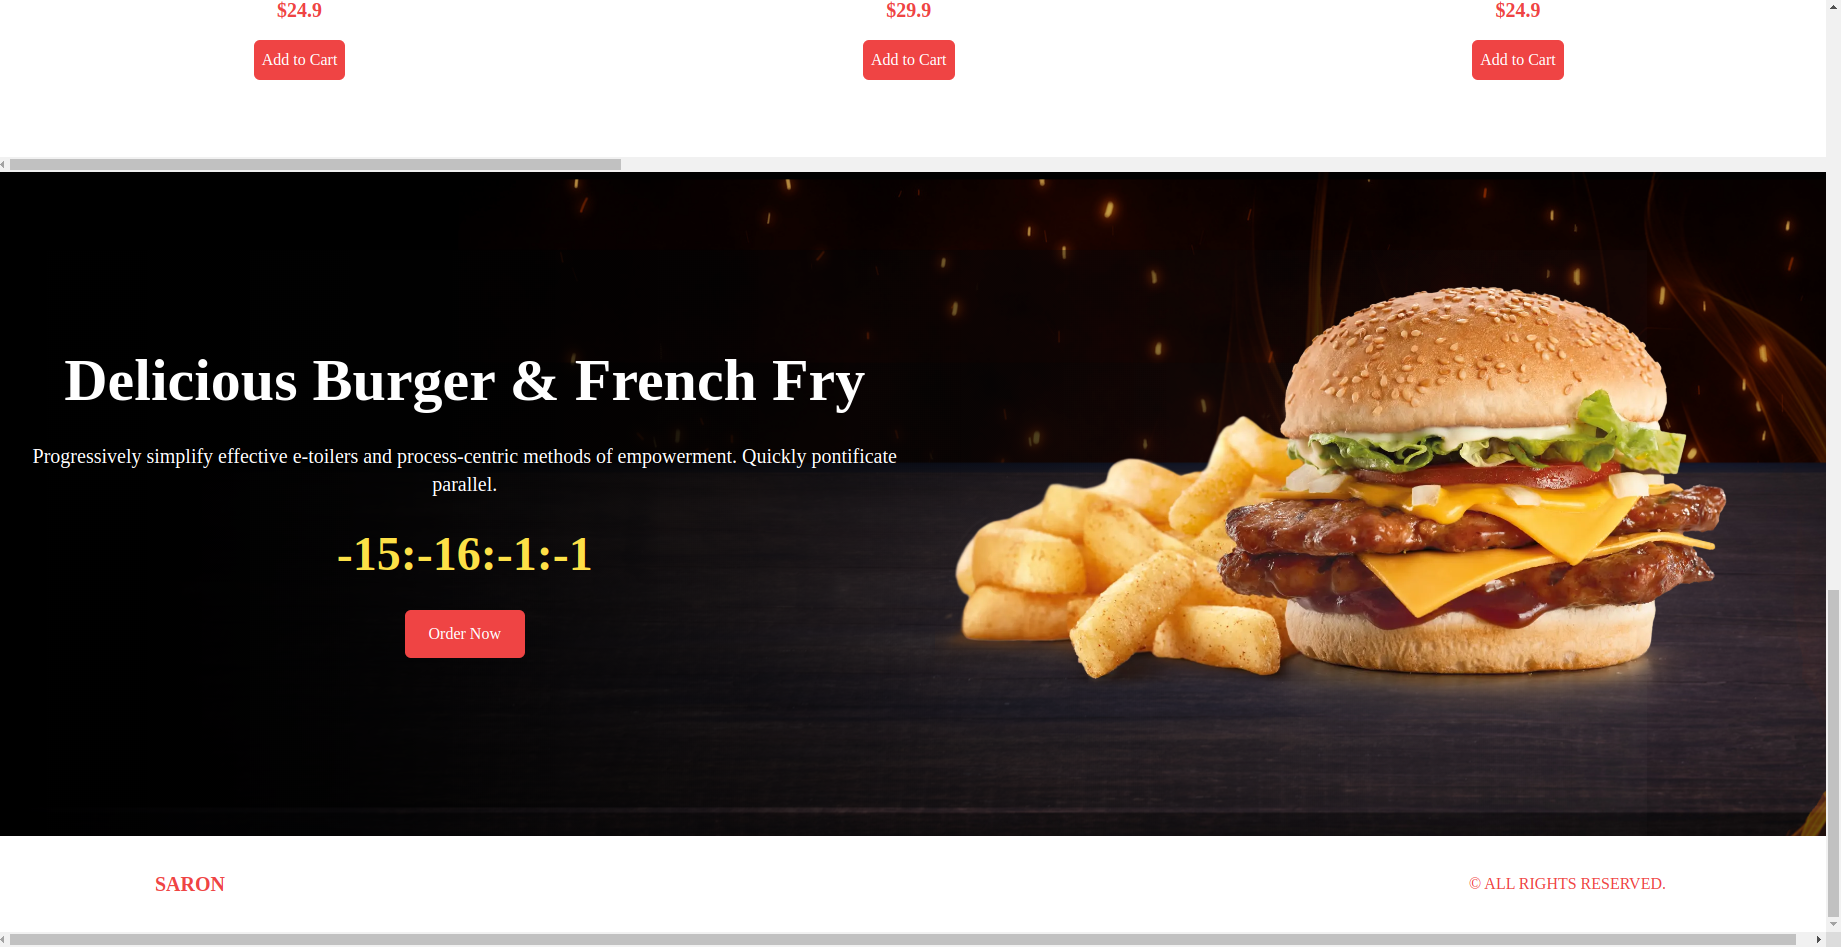 $24.9 $29.9 $24.9
Add to Cart Add to Cart Add to Cart
Delicious Burger & French Fry
Progressively simplify effective e-toilers and process-centric methods of empowerment. Quickly pontificate
parallel.
-15:-16:-1:-1
Order Now
SARON © ALL RIGHTS RESERVED.